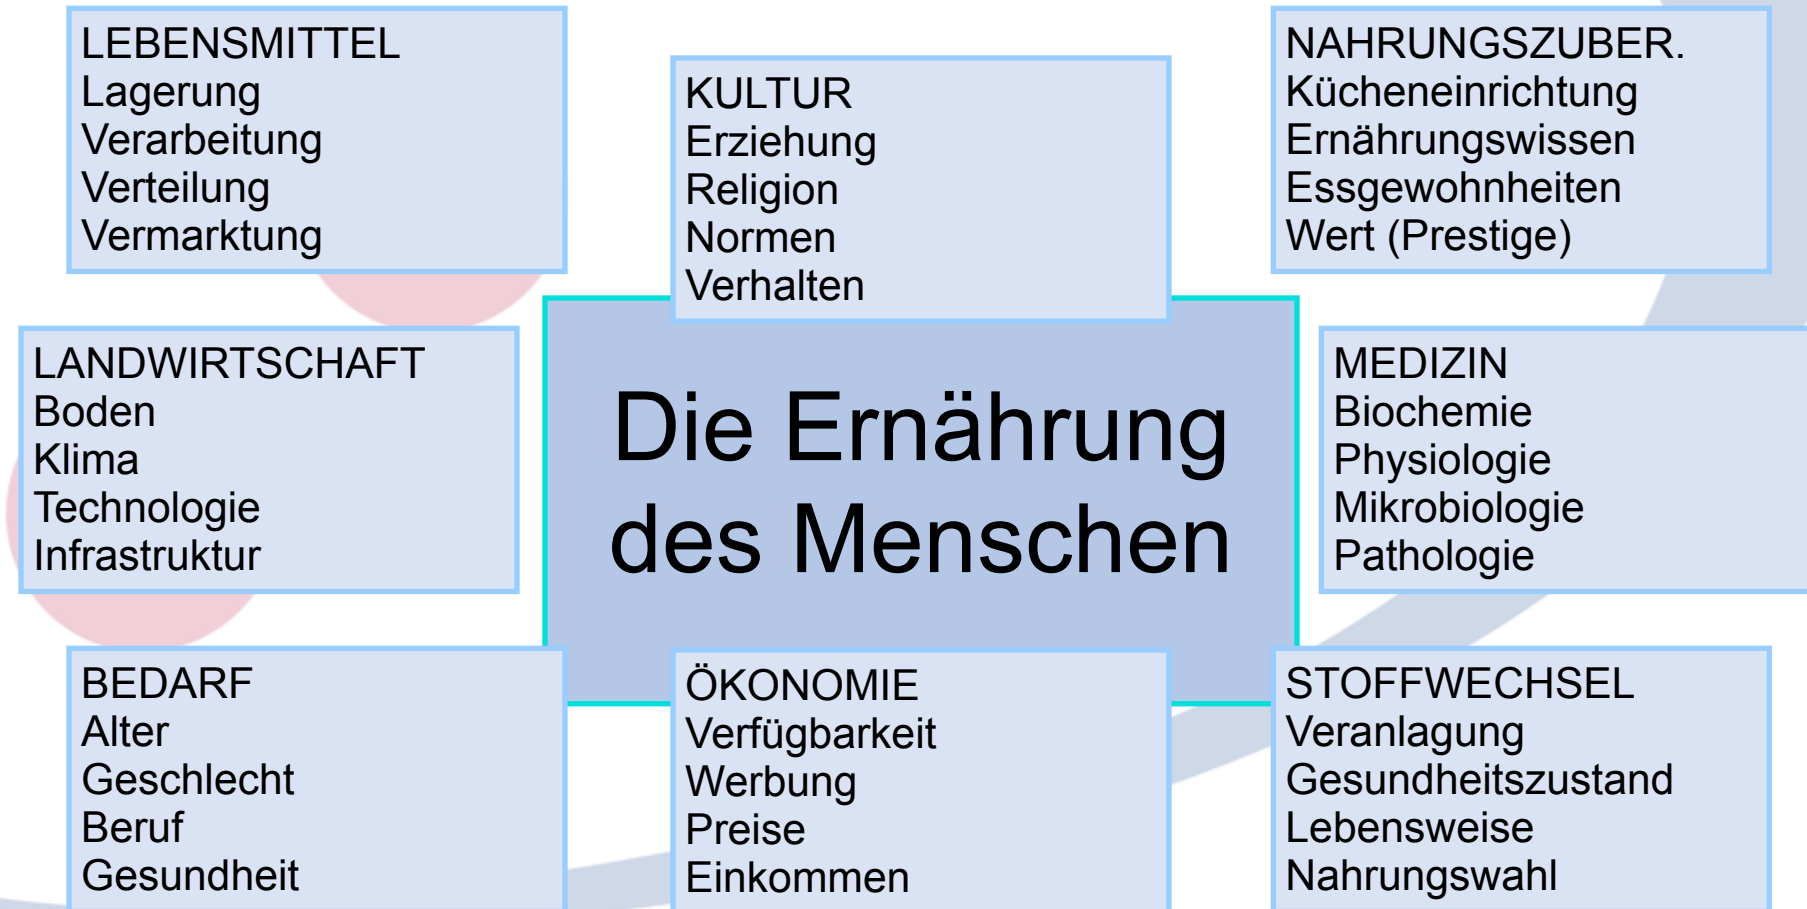 LEBENSMITTEL
Lagerung
Verarbeitung
Verteilung
Vermarktung
KULTUR
Erziehung
Religion
Normen
Verhalten
NAHRUNGSZUBER.
Kücheneinrichtung
Ernährungswissen
Essgewohnheiten
Wert (Prestige)
LANDWIRTSCHAFT
Boden
Klima
Technologie
Infrastruktur
Die Ernährung
des Menschen
MEDIZIN
Biochemie
Physiologie
Mikrobiologie
Pathologie
BEDARF
Alter
Geschlecht
Beruf
Gesundheit
ÖKONOMIE
Verfügbarkeit
Werbung
Preise
Einkommen
STOFFWECHSEL
Veranlagung
Gesundheitszustand
Lebensweise
Nahrungswahl